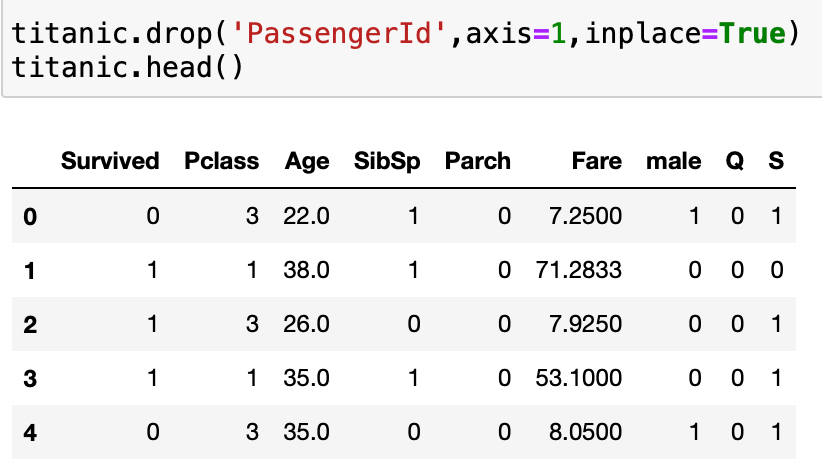 titanic.drop('PassengerId',axis=1,inplace=True)
titanic.head()
Survived Pclass Age SibSp Parch Fare male Q S
0 0 3 22.0 1 0 7.2500 1 0 1
1 1 1 38.0 1 0 71.2833 0 0 0
2 1 3 26.0 0 0 7.9250 0 0 1
3 1 1 35.0 1 0 53.1000 0 0 1
4 0 3 35.0 0 0 8.0500 1 0 1